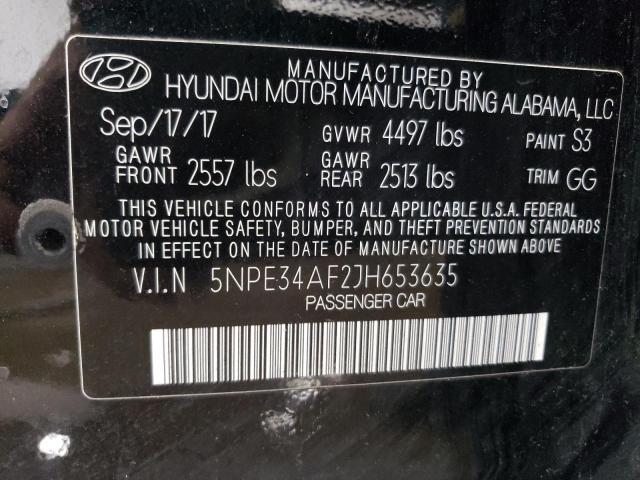 MANUFACTURED BY
HYUNDAI MOTOR MANUFACTURING ALABAMA, LLC
Sep/17/17 GVWR 4497 lbs PAINT S3
GAWR FRONT 2557 lbs GAWR REAR 2513 lbs TRIM GG
THIS VEHICLE CONFORMS TO ALL APPLICABLE U.S.A. FEDERAL
MOTOR VEHICLE SAFETY, BUMPER, AND THEFT PREVENTION STANDARDS
IN EFFECT ON THE DATE OF MANUFACTURE SHOWN ABOVE
V.I.N 5NPE34AF2JH653635
PASSENGER CAR